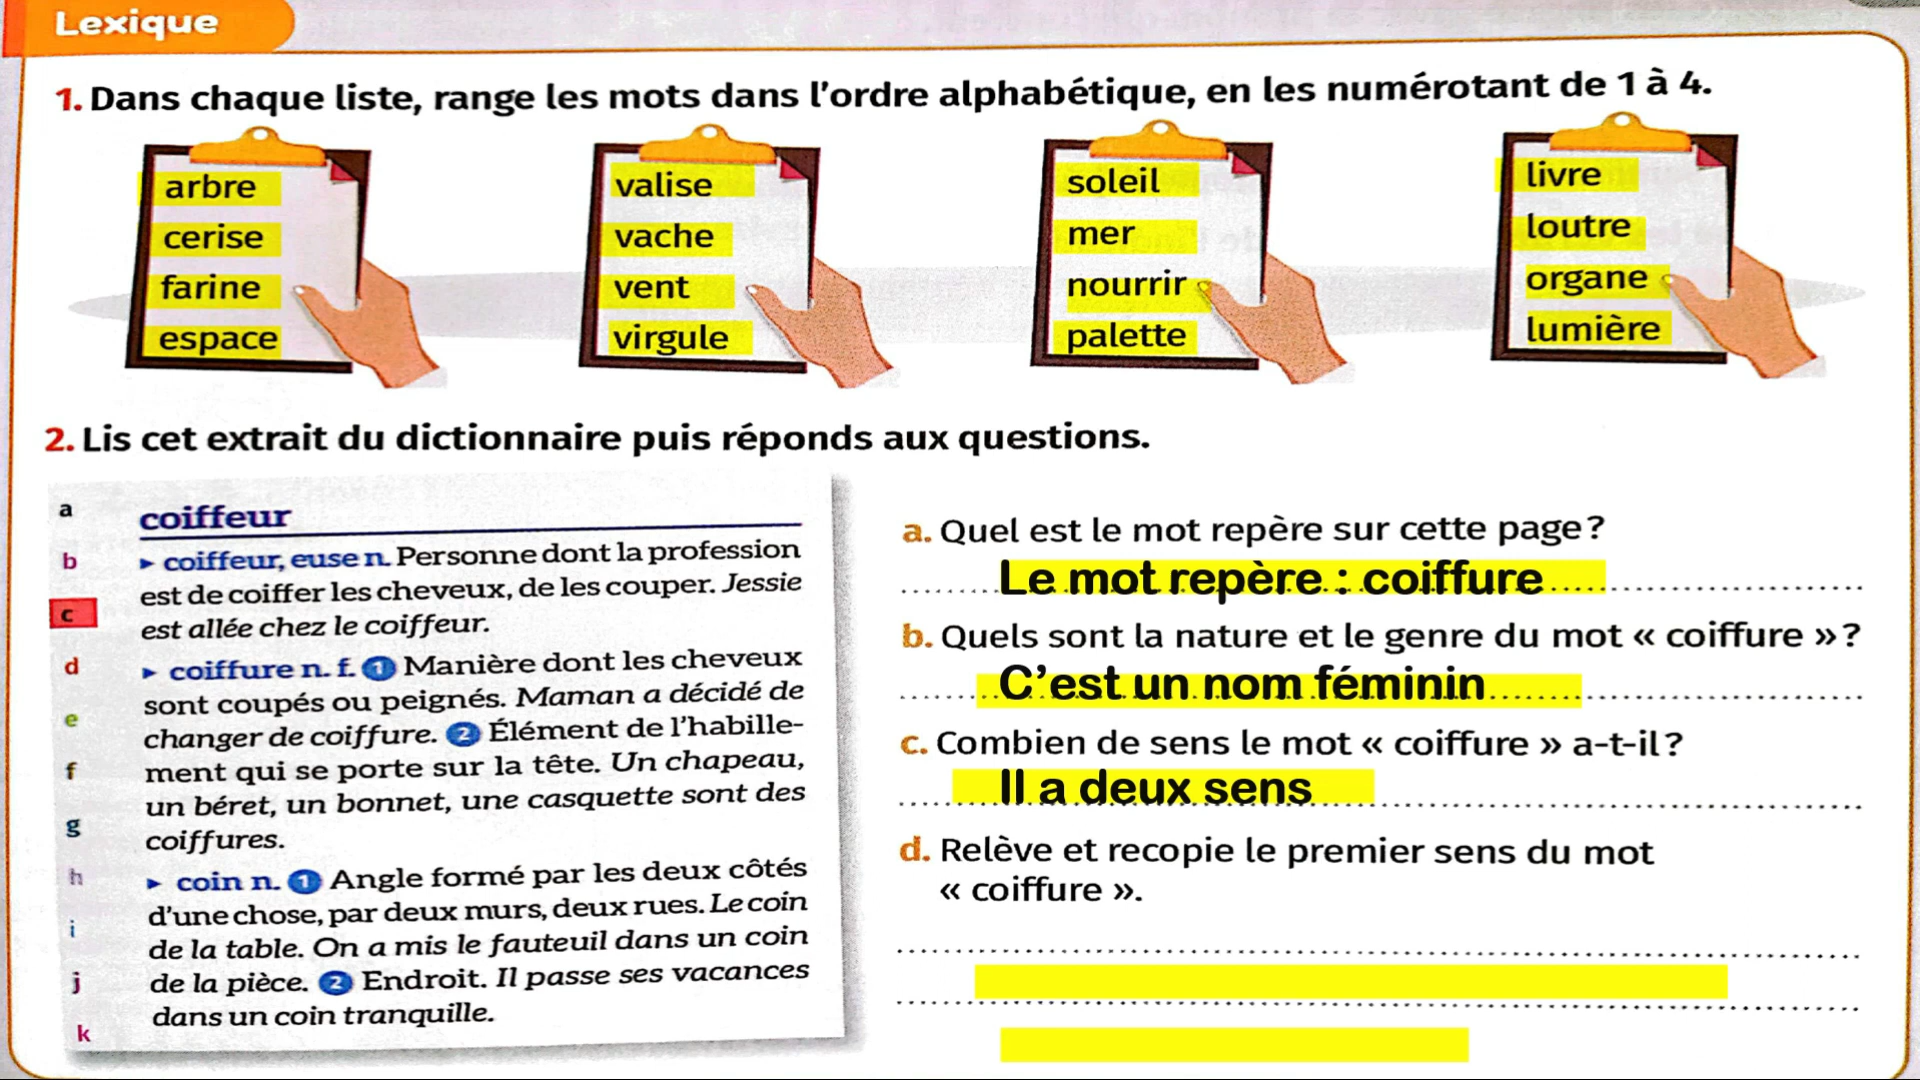 Lexique
1. Dans chaque liste, range les mots dans l'ordre alphabétique, en les numérotant de 1 à 4.
arbre
cerise
farine
espace
valise
vache
vent
virgule
soleil
mer
nourrir
palette
livre
loutre
organe
lumière
2. Lis cet extrait du dictionnaire puis réponds aux questions.
a
b
c
d
e
f
g
h
i
j
k
coiffeur
▸ coiffeur, euse n. Personne dont la profession
est de coiffer les cheveux, de les couper. Jessie
est allée chez le coiffeur.
▸ coiffure n. f. 1 Manière dont les cheveux
sont coupés ou peignés. Maman a décidé de
changer de coiffure. 2 Élément de l'habille-
ment qui se porte sur la tête. Un chapeau,
un béret, un bonnet, une casquette sont des
coiffures.
▸ coin n. 1 Angle formé par les deux côtés
d'une chose, par deux murs, deux rues. Le coin
de la table. On a mis le fauteuil dans un coin
de la pièce. 2 Endroit. Il passe ses vacances
dans un coin tranquille.
a. Quel est le mot repère sur cette page?
Le mot repère : coiffure
b. Quels sont la nature et le genre du mot « coiffure »?
C'est un nom féminin
c. Combien de sens le mot « coiffure » a-t-il?
Il a deux sens
d. Relève et recopie le premier sens du mot
« coiffure ».